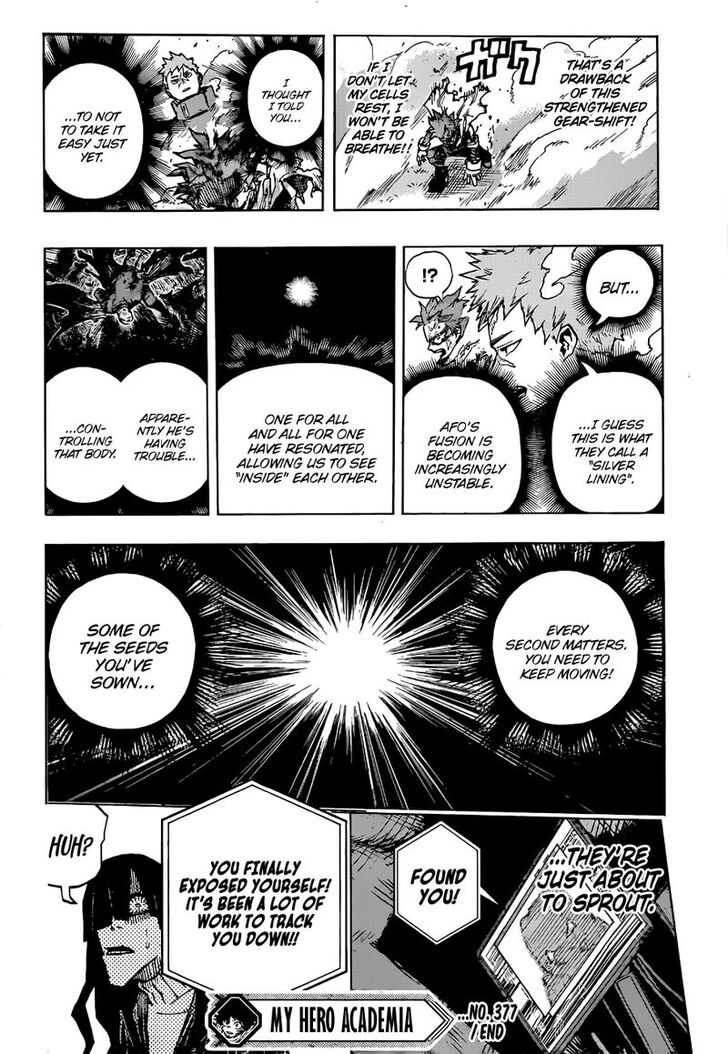 THAT'S A
DRAWBACK
OF THIS
STRENGTHENED
GEAR-SHIFT!
ガクッ
IF I
DON'T LET
MY CELLS
REST, I
WON'T BE
ABLE TO
BREATHE!!
I
THOUGHT
I TOLD
YOU...
...TO NOT
TO TAKE IT
EASY JUST
YET.
BUT...
!?
...I GUESS
THIS IS WHAT
THEY CALL A
"SILVER
LINING".
AFO'S
FUSION IS
BECOMING
INCREASINGLY
UNSTABLE.
ONE FOR ALL
AND ALL FOR ONE
HAVE RESONATED,
ALLOWING US TO SEE
"INSIDE" EACH OTHER.
APPARE-
NTLY HE'S
HAVING
TROUBLE...
...CON-
TROLLING
THAT BODY.
EVERY
SECOND MATTERS.
YOU NEED TO
KEEP MOVING!
SOME OF
THE SEEDS
YOU'VE
SOWN...
...THEY'RE
JUST ABOUT
TO SPROUT.
FOUND
YOU!
YOU FINALLY
EXPOSED YOURSELF!
IT'S BEEN A LOT OF
WORK TO TRACK
YOU DOWN!!
HUH?
MY HERO ACADEMIA
...NO. 377
/ END